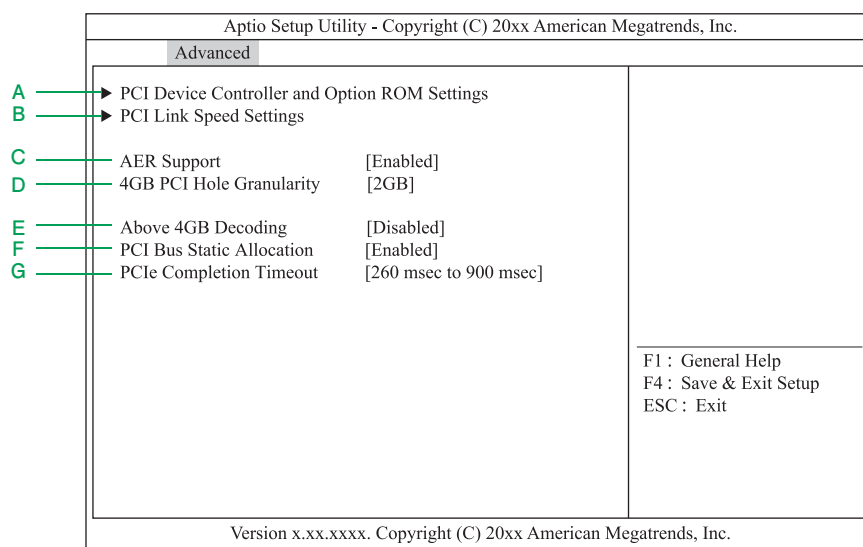 Aptio Setup Utility - Copyright (C) 20xx American Megatrends, Inc.
Advanced
A ▶ PCI Device Controller and Option ROM Settings
B ▶ PCI Link Speed Settings
C AER Support [Enabled]
D 4GB PCI Hole Granularity [2GB]
E Above 4GB Decoding [Disabled]
F PCI Bus Static Allocation [Enabled]
G PCIe Completion Timeout [260 msec to 900 msec]
F1 : General Help
F4 : Save & Exit Setup
ESC : Exit
Version x.xx.xxxx. Copyright (C) 20xx American Megatrends, Inc.